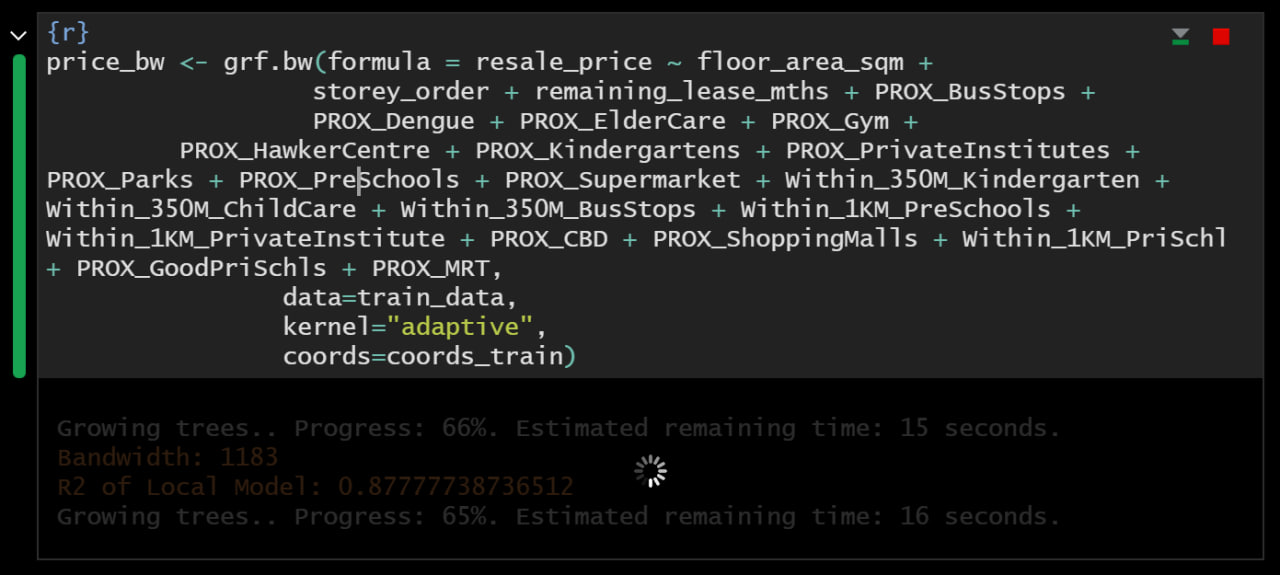 {r}
price_bw <- grf.bw(formula = resale_price ~ floor_area_sqm +
storey_order + remaining_lease_mths + PROX_BusStops +
PROX_Dengue + PROX_ElderCare + PROX_Gym +
PROX_HawkerCentre + PROX_Kindergartens + PROX_PrivateInstitutes +
PROX_Parks + PROX_PreSchools + PROX_Supermarket + Within_350M_Kindergarten +
Within_350M_ChildCare + Within_350M_BusStops + Within_1KM_PreSchools +
Within_1KM_PrivateInstitute + PROX_CBD + PROX_ShoppingMalls + Within_1KM_PriSchl
+ PROX_GoodPriSchls + PROX_MRT,
data=train_data,
kernel="adaptive",
coords=coords_train)
Growing trees.. Progress: 66%. Estimated remaining time: 15 seconds.
Bandwidth: 1183
R2 of Local Model: 0.87777738736512
Growing trees.. Progress: 65%. Estimated remaining time: 16 seconds.